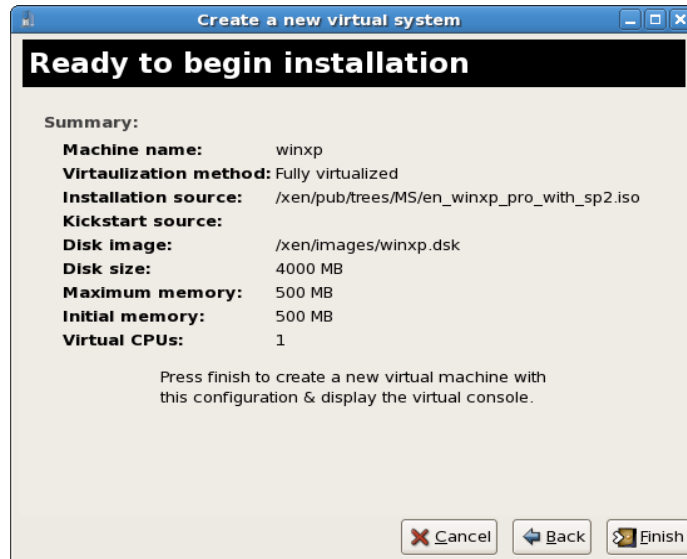 Create a new virtual system
Ready to begin installation
Summary:
Machine name: winxp
Virtaulization method: Fully virtualized
Installation source: /xen/pub/trees/MS/en_winxp_pro_with_sp2.iso
Kickstart source:
Disk image: /xen/images/winxp.dsk
Disk size: 4000 MB
Maximum memory: 500 MB
Initial memory: 500 MB
Virtual CPUs: 1
Press finish to create a new virtual machine with
this configuration & display the virtual console.
Cancel Back Finish